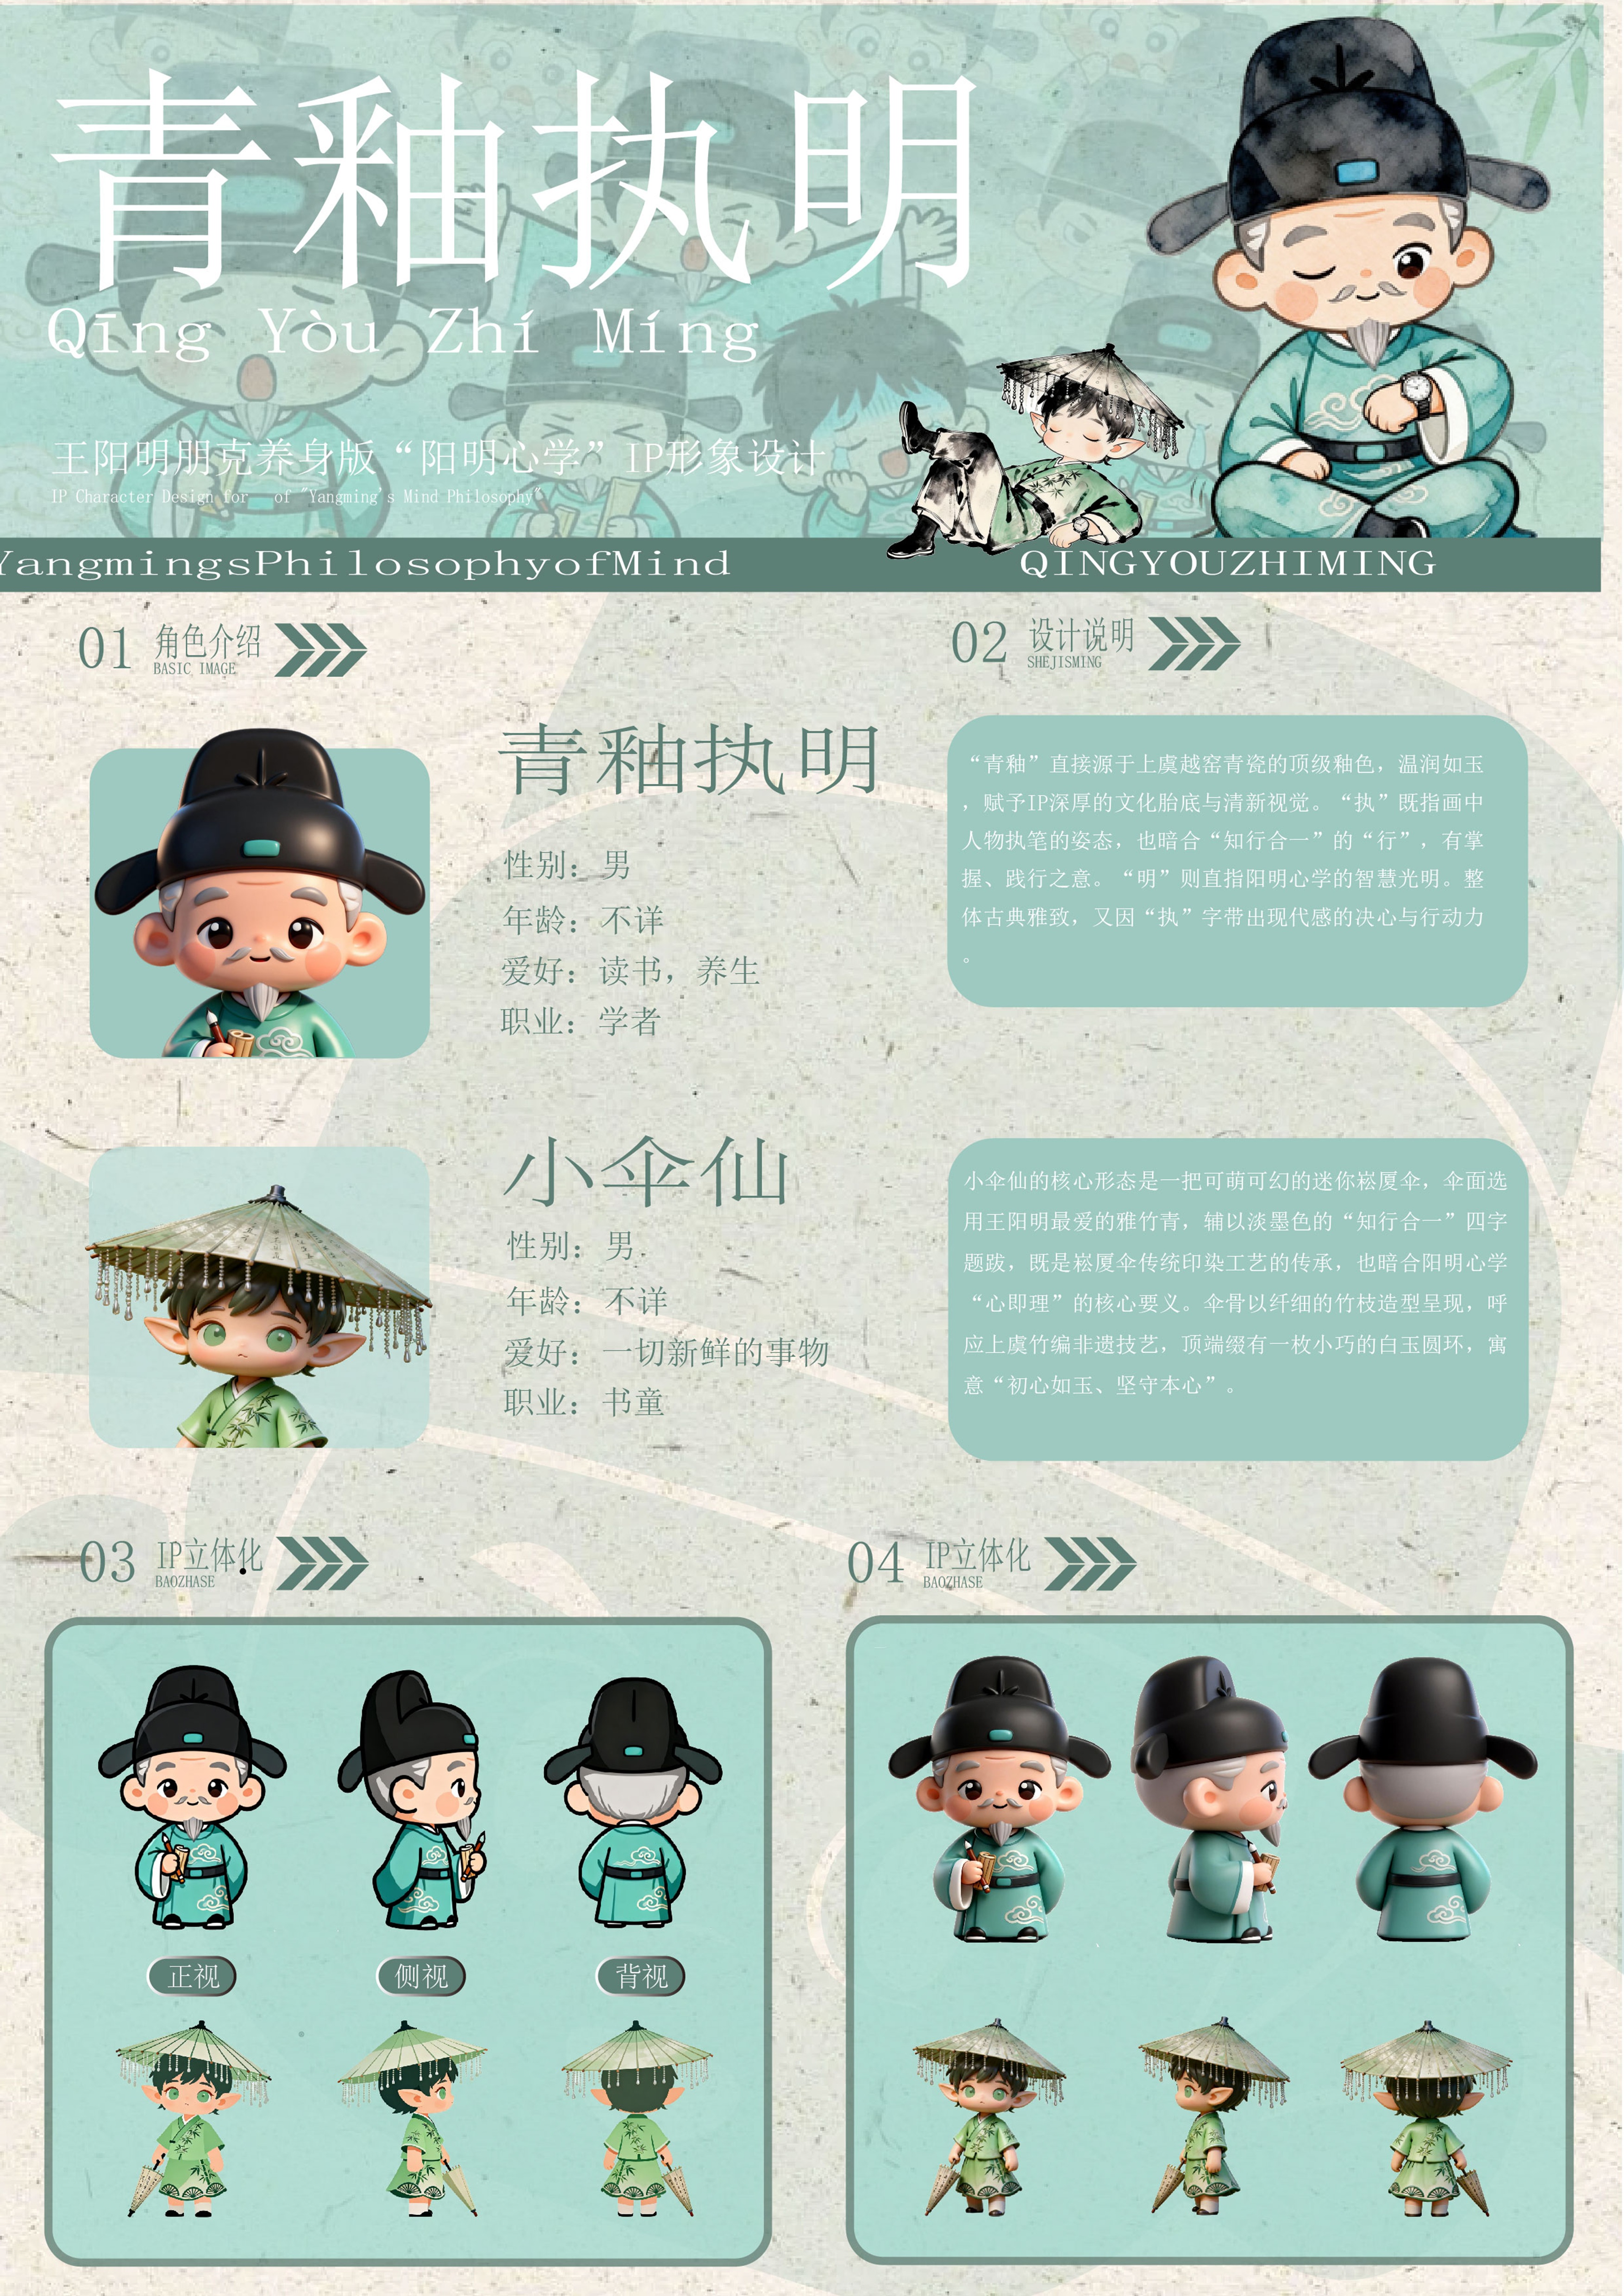 青釉执明
Qīng Yòu Zhí Míng
王阳明朋克养身版“阳明心学”IP形象设计
IP Character Design for of "Yangming's Mind Philosophy"
YangmingsPhilosophyofMind
QINGYOUZHIMING
01 角色介绍
BASIC IMAGE
02 设计说明
SHEJISMING
青釉执明
性别：男
年龄：不详
爱好：读书，养生
职业：学者
“青釉”直接源于上虞越窑青瓷的顶级釉色，温润如玉
，赋予IP深厚的文化胎底与清新视觉。“执”既指画中
人物执笔的姿态，也暗合“知行合一”的“行”，有掌
握、践行之意。“明”则直指阳明心学的智慧光明。整
体古典雅致，又因“执”字带出现代感的决心与行动力
。
小伞仙
性别：男
年龄：不详
爱好：一切新鲜的事物
职业：书童
小伞仙的核心形态是一把可萌可幻的迷你崧厦伞，伞面选
用王阳明最爱的雅竹青，辅以淡墨色的“知行合一”四字
题跋，既是崧厦伞传统印染工艺的传承，也暗合阳明心学
“心即理”的核心要义。伞骨以纤细的竹枝造型呈现，呼
应上虞竹编非遗技艺，顶端缀有一枚小巧的白玉圆环，寓
意“初心如玉、坚守本心”。
03 IP立体化
BAOZHASE
04 IP立体化
BAOZHASE
正视
侧视
背视